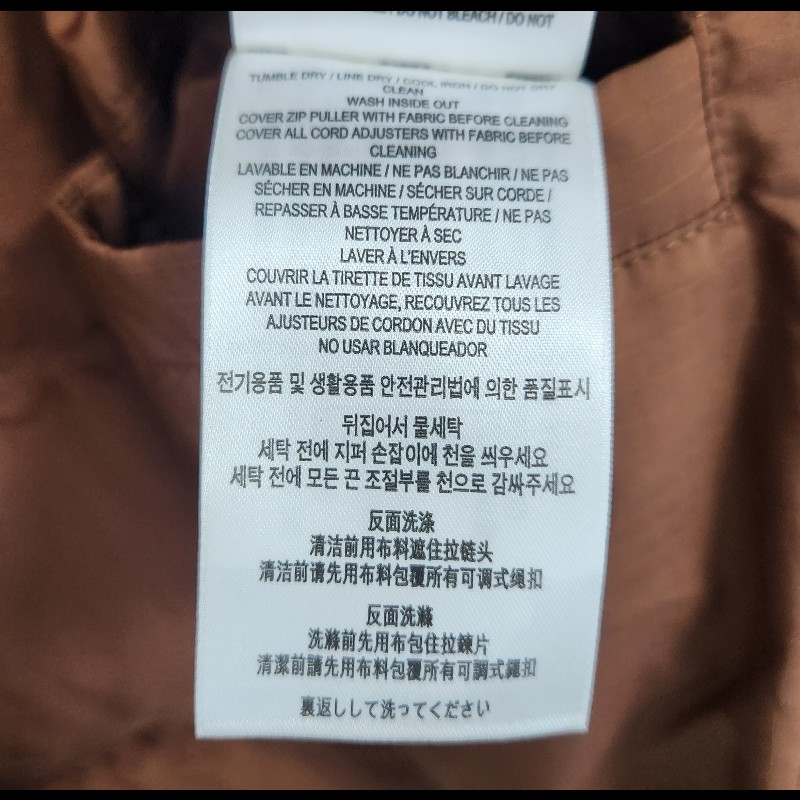 DO NOT BLEACH / DO NOT
TUMBLE DRY / LINE DRY / COOL IRON / DO NOT DRY
CLEAN
WASH INSIDE OUT
COVER ZIP PULLER WITH FABRIC BEFORE CLEANING
COVER ALL CORD ADJUSTERS WITH FABRIC BEFORE
CLEANING
LAVABLE EN MACHINE / NE PAS BLANCHIR / NE PAS
SÉCHER EN MACHINE / SÉCHER SUR CORDE /
REPASSER À BASSE TEMPÉRATURE / NE PAS
NETTOYER À SEC
LAVER À L'ENVERS
COUVRIR LA TIRETTE DE TISSU AVANT LAVAGE
AVANT LE NETTOYAGE, RECOUVREZ TOUS LES
AJUSTEURS DE CORDON AVEC DU TISSU
NO USAR BLANQUEADOR
전기용품 및 생활용품 안전관리법에 의한 품질표시
뒤집어서 물세탁
세탁 전에 지퍼 손잡이에 천을 씌우세요
세탁 전에 모든 끈 조절부를 천으로 감싸주세요
反面洗涤
清洁前用布料遮住拉链头
清洁前请先用布料包覆所有可调式绳扣
反面洗滌
洗滌前先用布包住拉鍊片
清潔前請先用布料包覆所有可調式繩扣
裏返しして洗ってください